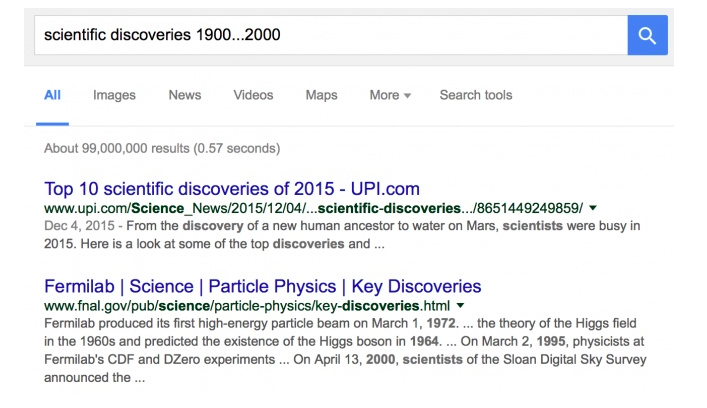 scientific discoveries 1900...2000
All Images News Videos Maps More Search tools
About 99,000,000 results (0.57 seconds)
Top 10 scientific discoveries of 2015 - UPI.com
www.upi.com/Science_News/2015/12/04/...scientific-discoveries.../8651449249859/
Dec 4, 2015 - From the discovery of a new human ancestor to water on Mars, scientists were busy in
2015. Here is a look at some of the top discoveries and ...
Fermilab | Science | Particle Physics | Key Discoveries
www.fnal.gov/pub/science/particle-physics/key-discoveries.html
Fermilab produced its first high-energy particle beam on March 1, 1972. ... the theory of the Higgs field
in the 1960s and predicted the existence of the Higgs boson in 1964. ... On March 2, 1995, physicists at
Fermilab's CDF and DZero experiments ... On April 13, 2000, scientists of the Sloan Digital Sky Survey
announced the ...